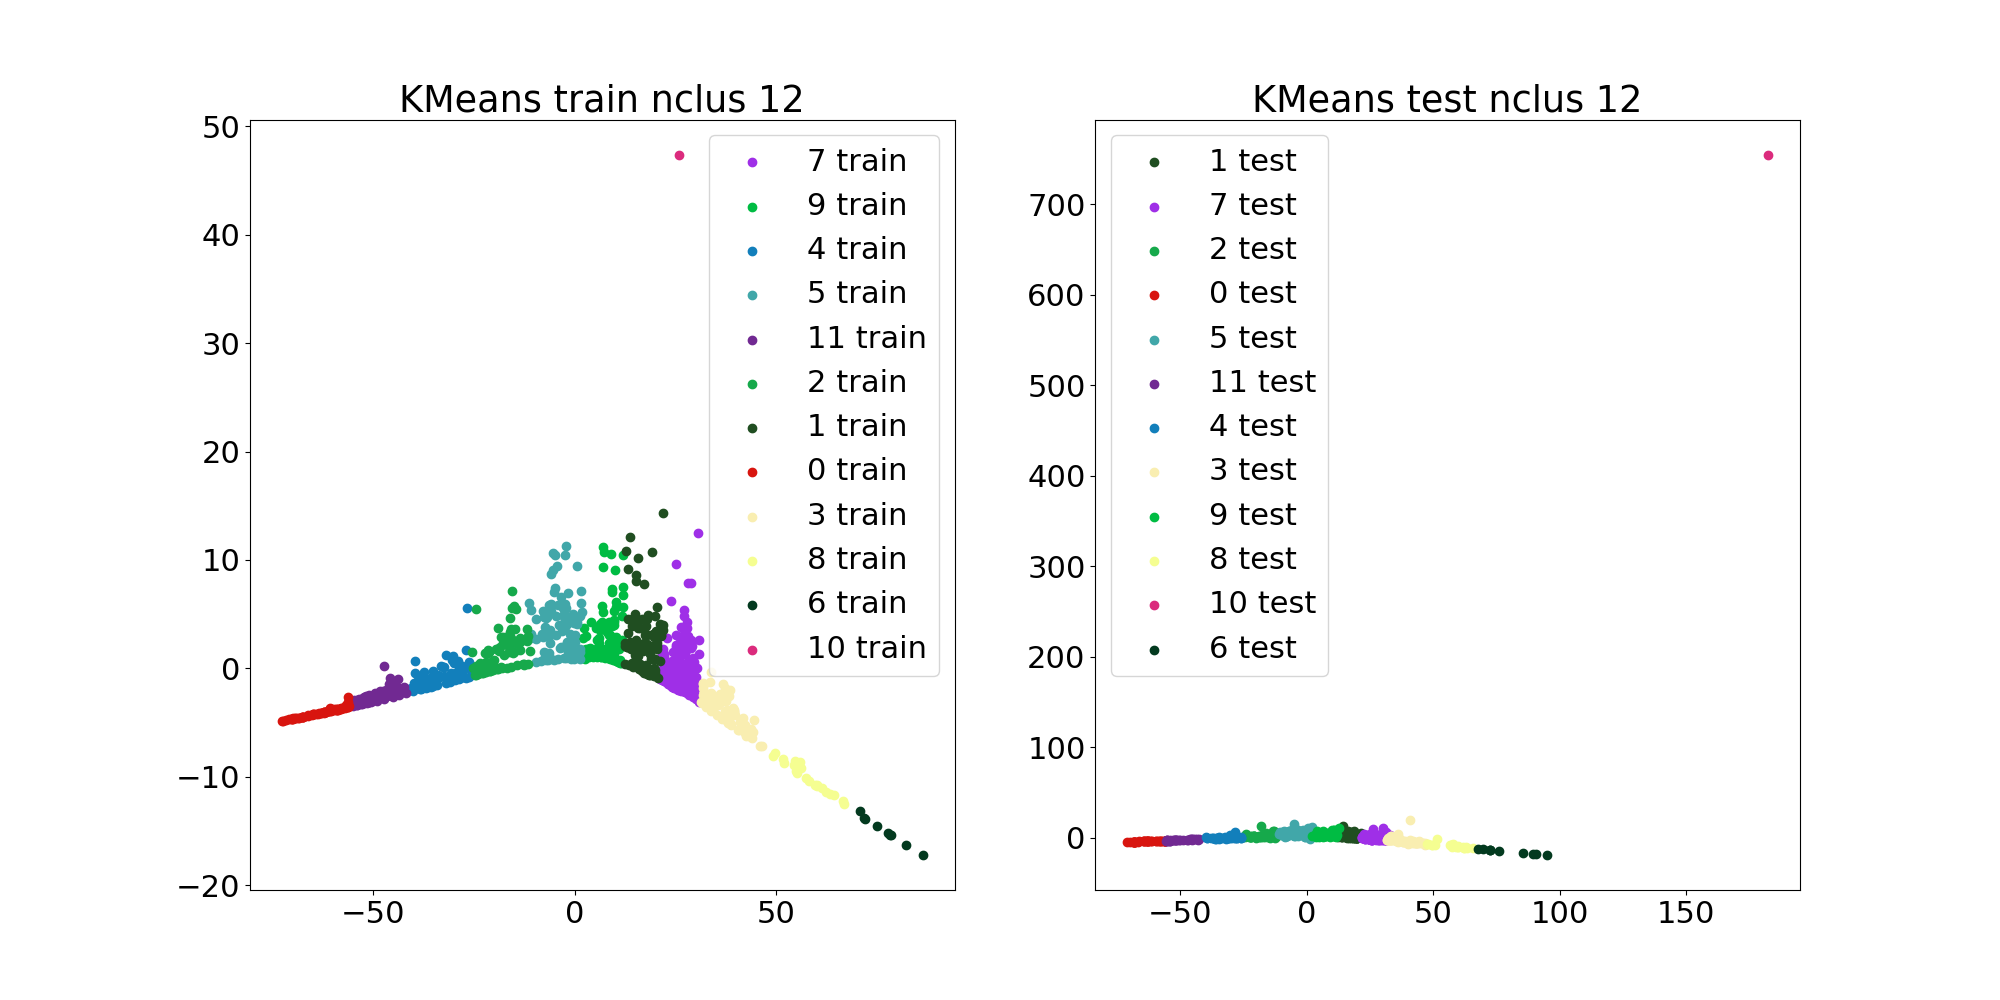 KMeans train nclus 12
50
40
30
20
10
0
−10
−20
−50
0
50
7 train
9 train
4 train
5 train
11 train
2 train
1 train
0 train
3 train
8 train
6 train
10 train
KMeans test nclus 12
700
600
500
400
300
200
100
0
−50
0
50
100
150
1 test
7 test
2 test
0 test
5 test
11 test
4 test
3 test
9 test
8 test
10 test
6 test